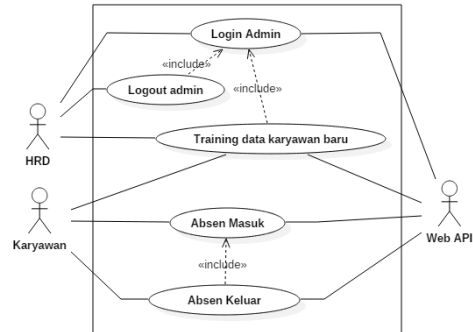 Login Admin
«include»
Logout admin
«include»
Training data karyawan baru
HRD
Karyawan
Absen Masuk
Web API
«include»
Absen Keluar